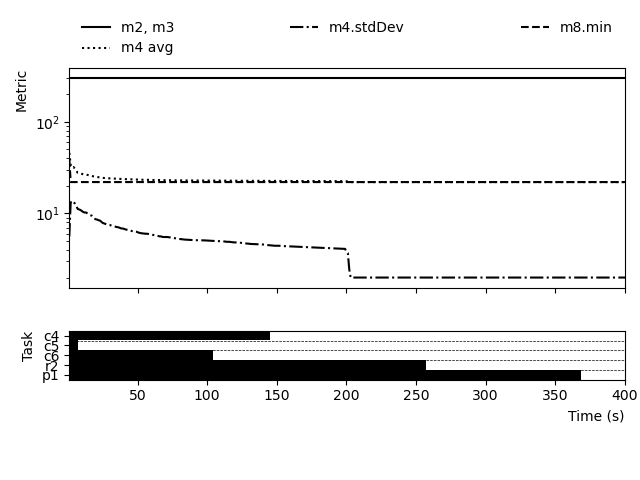 m2, m3 m4.stdDev m8.min
m4 avg
Metric
10²
10¹
Task
c4
c5
c6
r2
p1
50 100 150 200 250 300 350 400
Time (s)